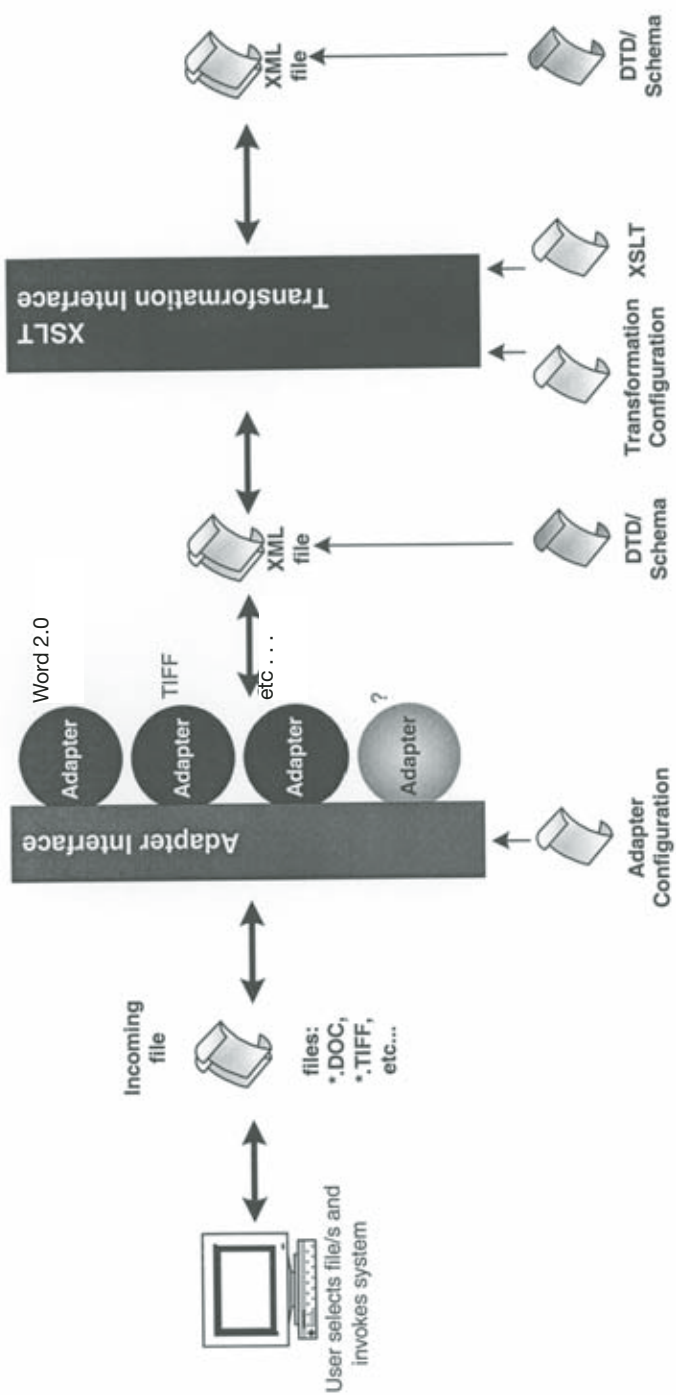 User selects file/s and
invokes system
Incoming
file
files:
*.DOC,
*.TIFF,
etc...
Adapter Interface
Adapter
Configuration
Adapter
Word 2.0
Adapter
TIFF
Adapter
etc . . .
Adapter
?
XML
file
DTD/
Schema
XSLT
Transformation Interface
Transformation
Configuration
XSLT
XML
file
DTD/
Schema